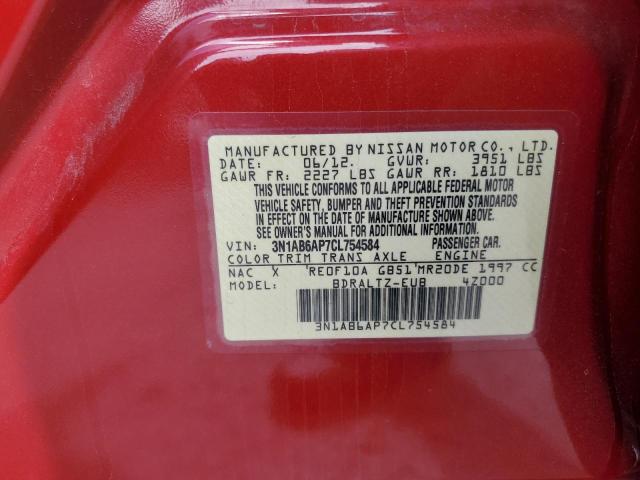 MANUFACTURED BY NISSAN MOTOR CO., LTD.
DATE: 06/12. GVWR: 3951 LBS
GAWR FR: 2227 LBS GAWR RR: 1810 LBS
THIS VEHICLE CONFORMS TO ALL APPLICABLE FEDERAL MOTOR
VEHICLE SAFETY, BUMPER AND THEFT PREVENTION STANDARDS
IN EFFECT ON THE DATE OF MANUFACTURE SHOWN ABOVE.
SEE OWNER'S MANUAL FOR ADDITIONAL INFORMATION.
VIN: 3N1AB6AP7CL754584 PASSENGER CAR.
COLOR TRIM TRANS AXLE ENGINE
NAC X RE0F10A GB51 MR20DE 1997 CC
MODEL: BDRALTZ-EUB 4Z000
3N1AB6AP7CL754584